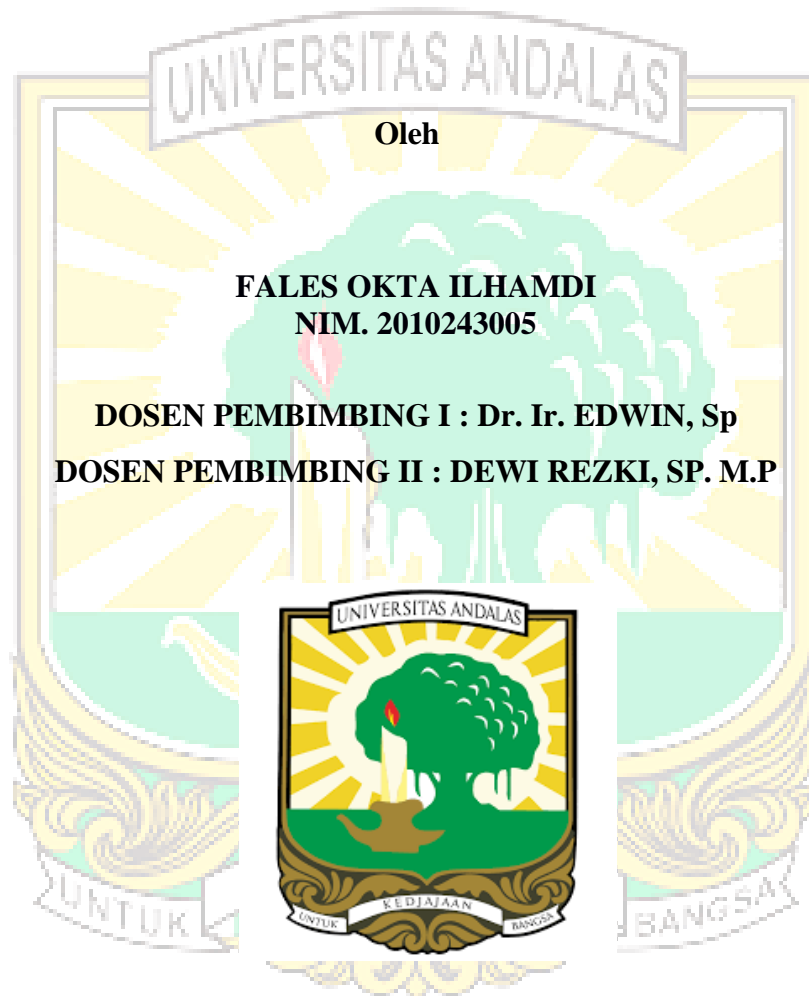 UNIVERSITAS ANDALAS
Oleh
FALES OKTA ILHAMDI
NIM. 2010243005
DOSEN PEMBIMBING I : Dr. Ir. EDWIN, Sp
DOSEN PEMBIMBING II : DEWI REZKI, SP. M.P
UNIVERSITAS ANDALAS
UNTUK KEDJAJAAN BANGSA
UNTUK BANGSA